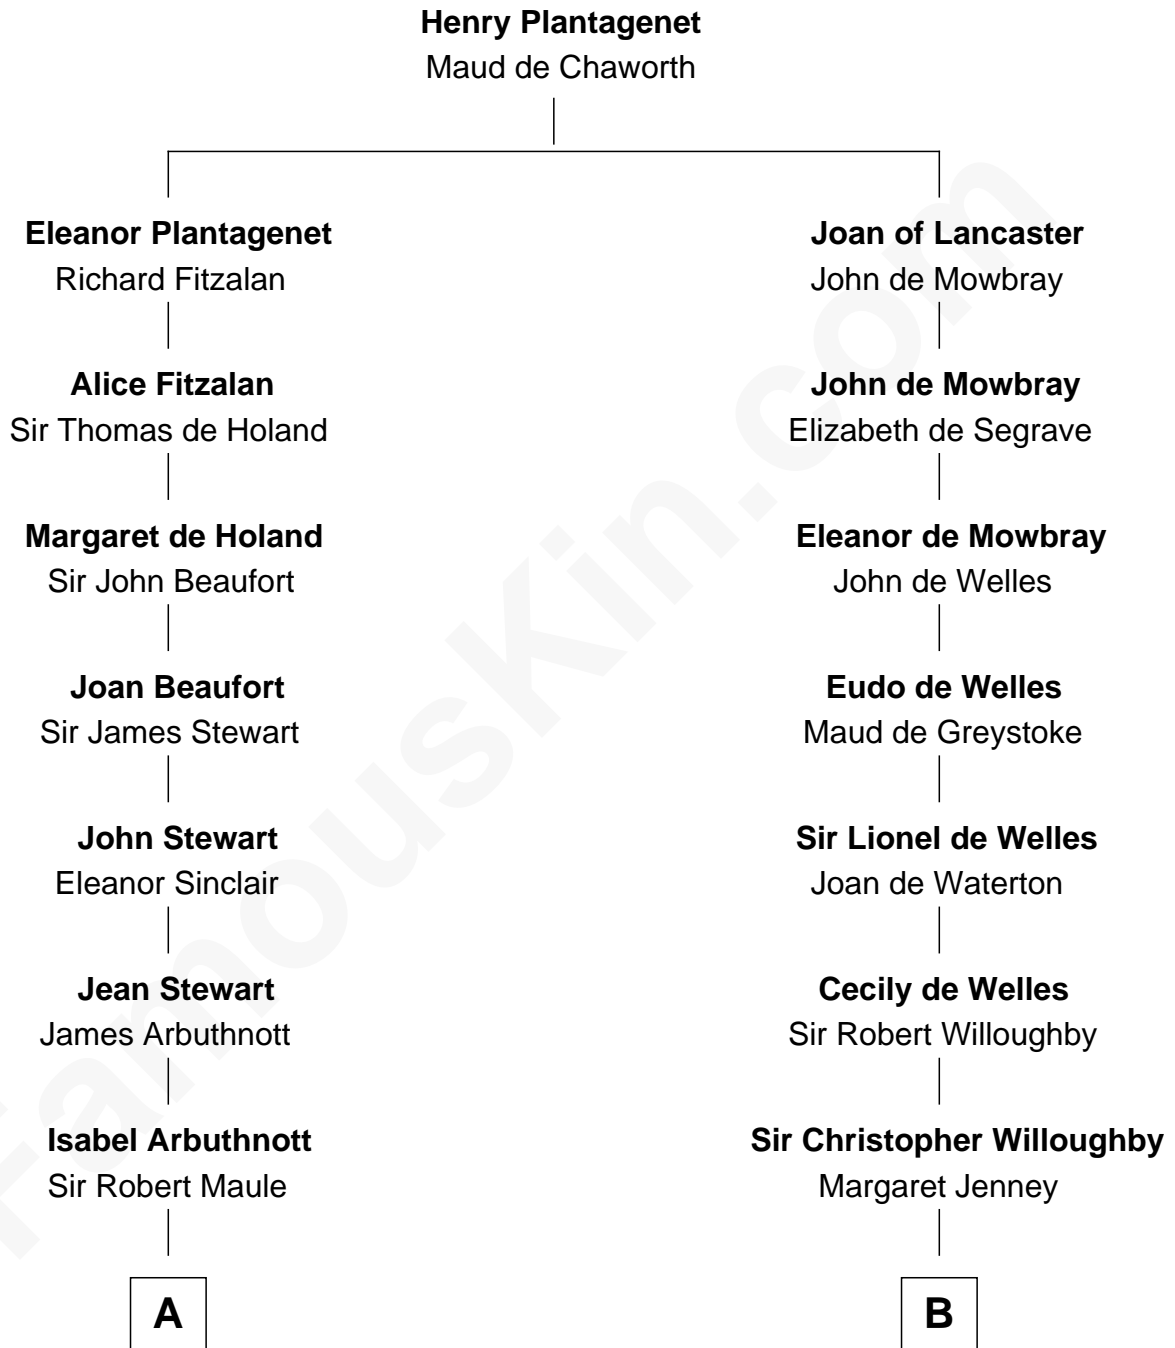 Henry Plantagenet
Maud de Chaworth
Eleanor Plantagenet
Richard Fitzalan
Joan of Lancaster
John de Mowbray
Alice Fitzalan
Sir Thomas de Holand
John de Mowbray
Elizabeth de Segrave
Margaret de Holand
Sir John Beaufort
Eleanor de Mowbray
John de Welles
Joan Beaufort
Sir James Stewart
Eudo de Welles
Maud de Greystoke
John Stewart
Eleanor Sinclair
Sir Lionel de Welles
Joan de Waterton
Jean Stewart
James Arbuthnott
Cecily de Welles
Sir Robert Willoughby
Isabel Arbuthnott
Sir Robert Maule
Sir Christopher Willoughby
Margaret Jenney
A
B
FamousKin.com